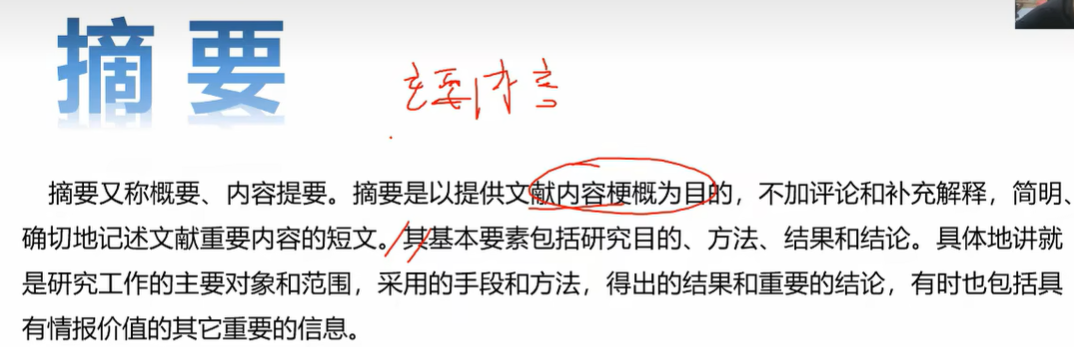 摘要
主要内容
摘要又称概要、内容提要。摘要是以提供文献内容梗概为目的，不加评论和补充解释，简明、
确切地记述文献重要内容的短文。其基本要素包括研究目的、方法、结果和结论。具体地讲就
是研究工作的主要对象和范围，采用的手段和方法，得出的结果和重要的结论，有时也包括具
有情报价值的其它重要的信息。